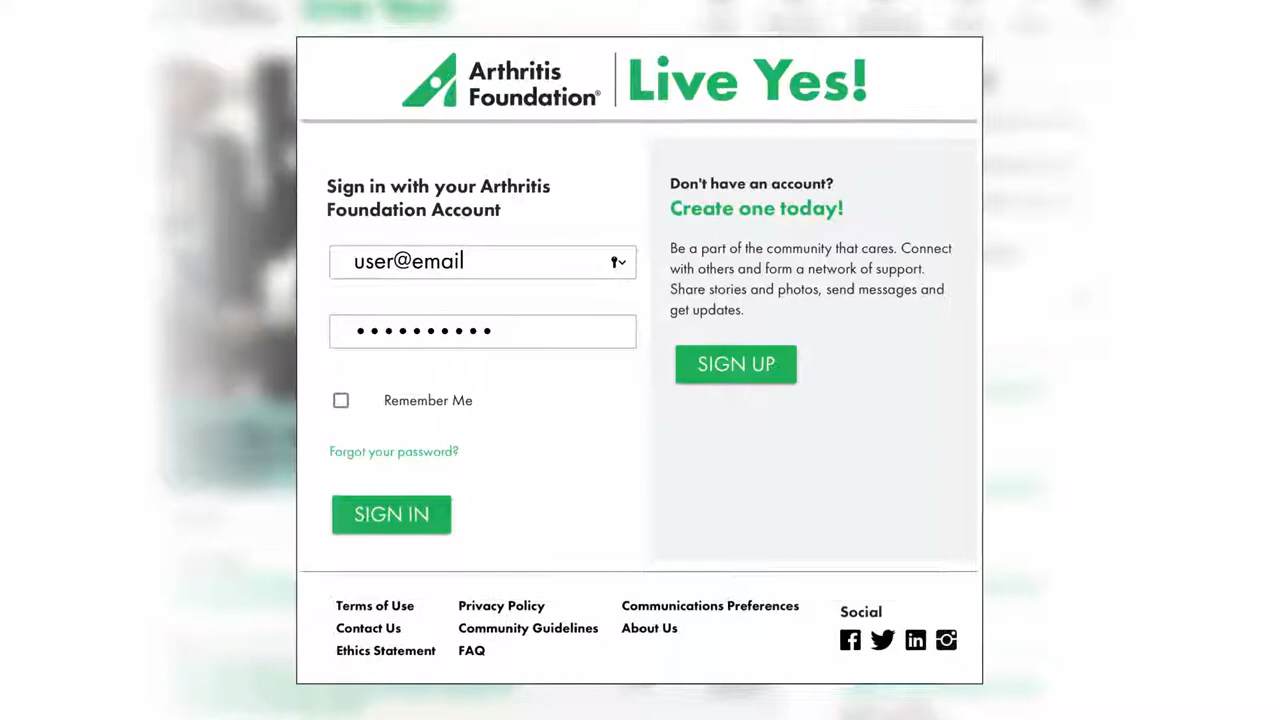 Arthritis
Foundation®
Live Yes!
Sign in with your Arthritis
Foundation Account
user@email
Remember Me
Forgot your password?
SIGN IN
Don't have an account?
Create one today!
Be a part of the community that cares. Connect
with others and form a network of support.
Share stories and photos, send messages and
get updates.
SIGN UP
Terms of Use
Contact Us
Ethics Statement
Privacy Policy
Community Guidelines
FAQ
Communications Preferences
About Us
Social